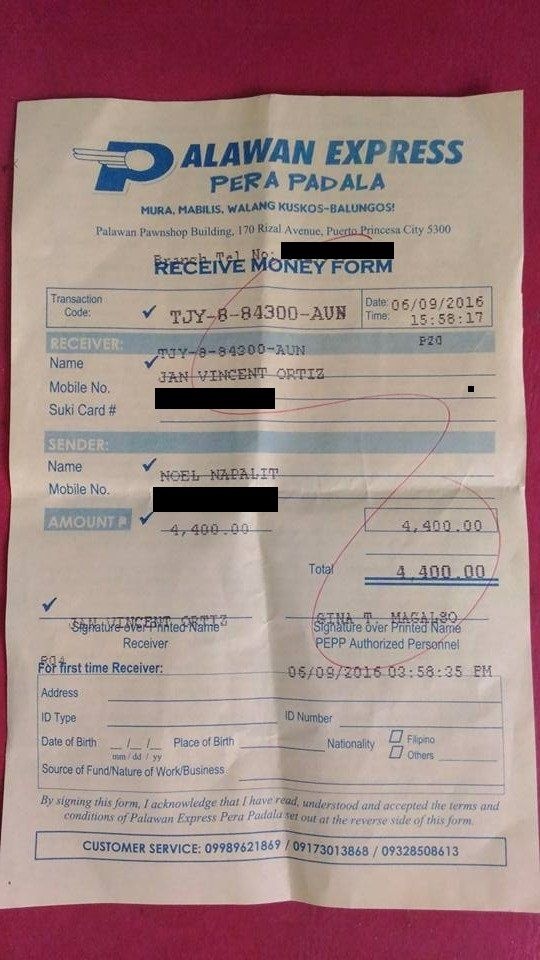 PALAWAN EXPRESS
PERA PADALA
MURA, MABILIS, WALANG KUSKOS-BALUNGOS!
Palawan Pawnshop Building, 170 Rizal Avenue, Puerto Princesa City 5300
Branch Tel No:
RECEIVE MONEY FORM
Transaction Code: TJY-8-84300-AUN Date: 06/09/2016
Time: 15:58:17
RECEIVER:
TJY-8-84300-AUN
Name JAN VINCENT ORTIZ
Mobile No.
Suki Card #
SENDER:
Name NOEL NAPALIT
Mobile No.
AMOUNT ₱ 4,400.00 4,400.00
Total 4,400.00
JAN VINCENT ORTIZ GINA T. MAGALSO
Signature over Printed Name Signature over Printed Name
Receiver PEPP Authorized Personnel
For first time Receiver: 06/09/2016 03:58:35 PM
Address
ID Type ID Number
Date of Birth __ /__ /__ Place of Birth Nationality Filipino
mm / dd / yy Others
Source of Fund/Nature of Work/Business
By signing this form, I acknowledge that I have read, understood and accepted the terms and
conditions of Palawan Express Pera Padala set out at the reverse side of this form.
CUSTOMER SERVICE: 09989621869 / 09173013868 / 09328508613